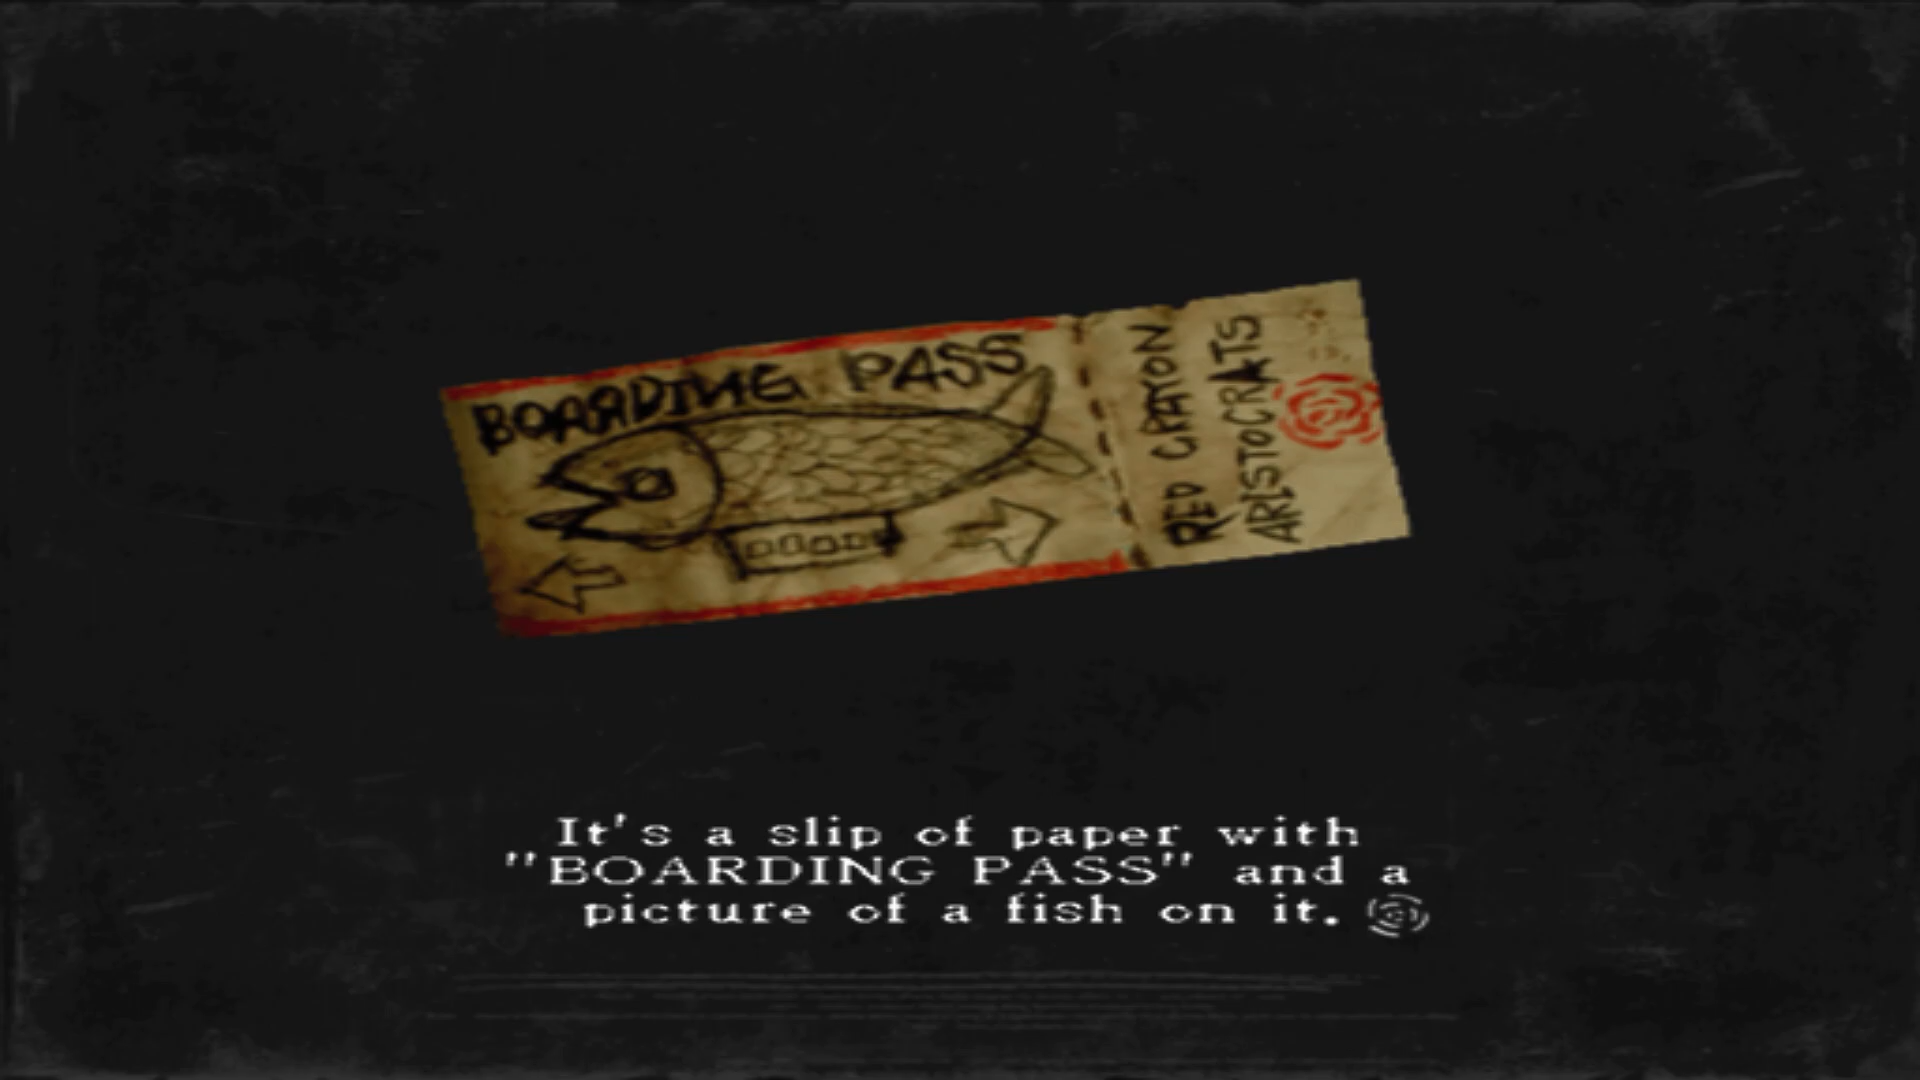 BOARDING PASS
RED CRAYON
ARISTOCRATS
It's a slip of paper with
"BOARDING PASS" and a
picture of a fish on it.